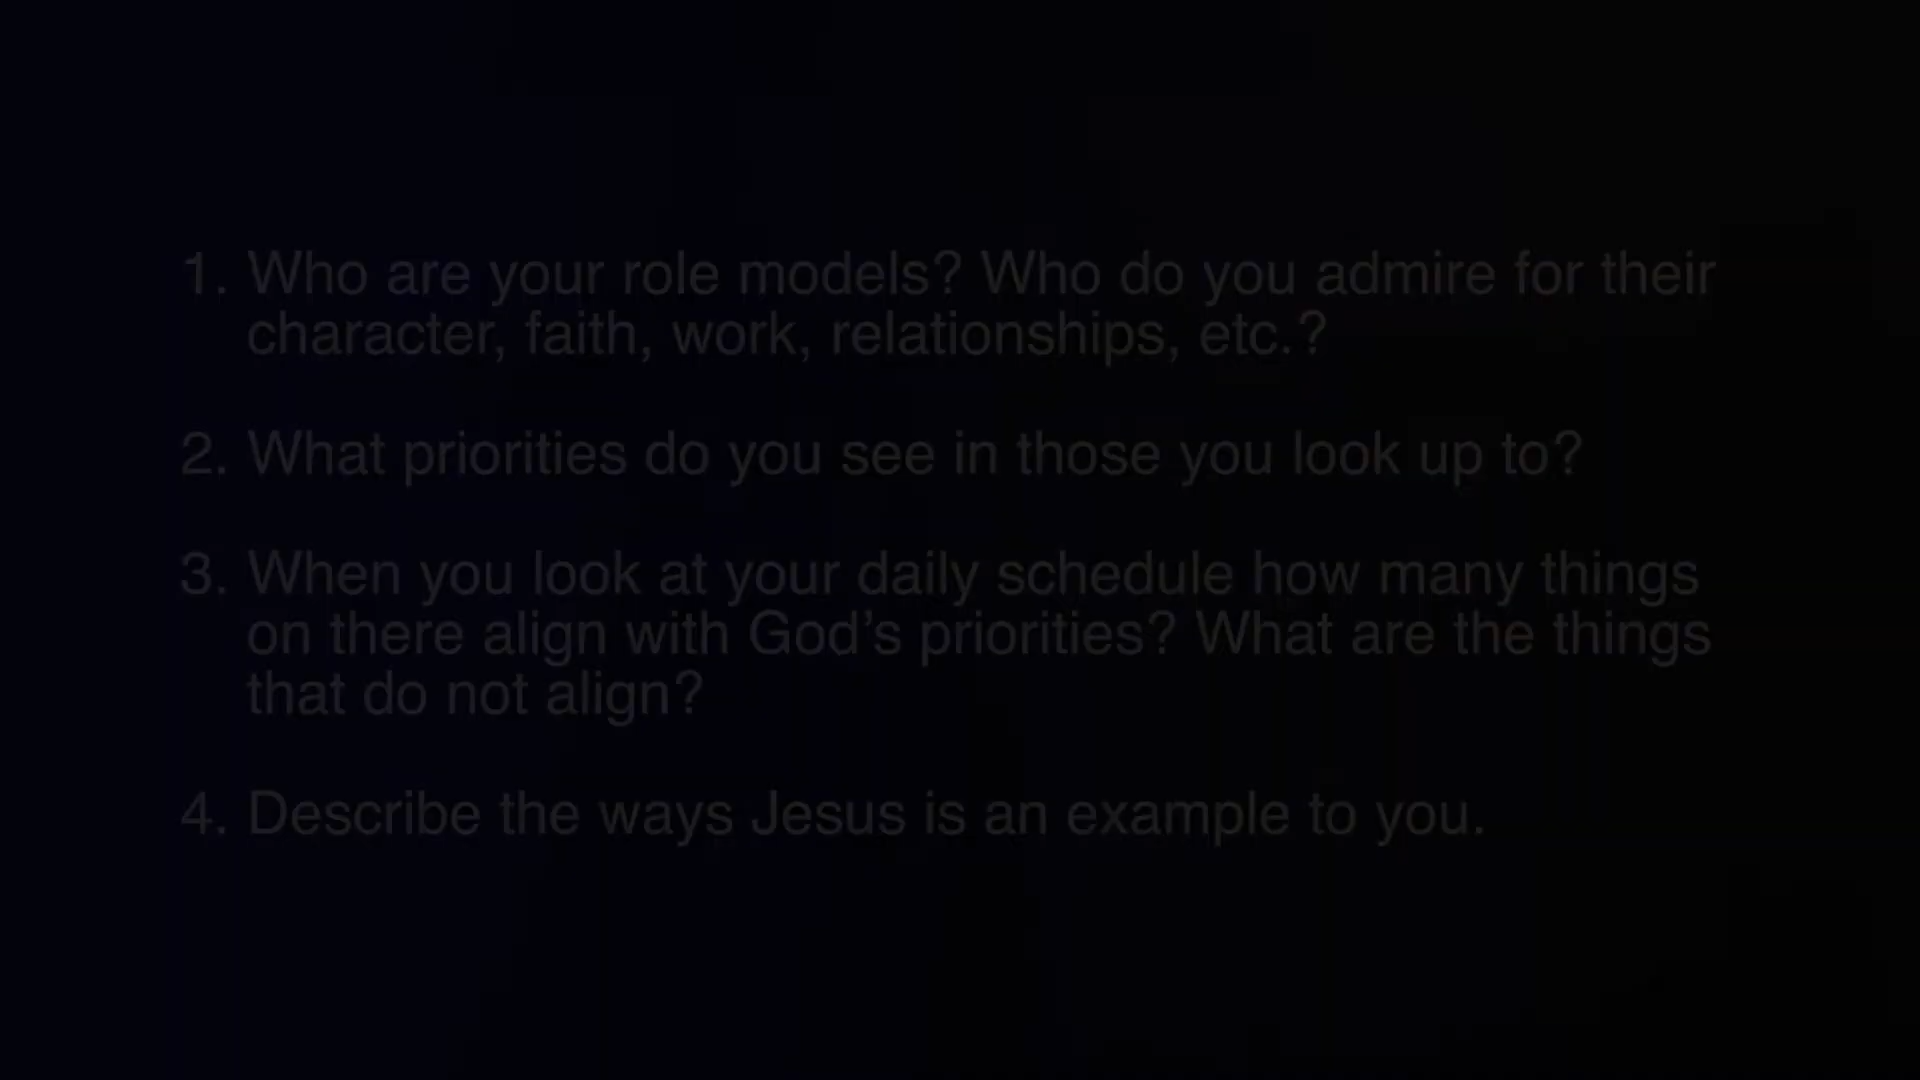 1. Who are your role models? Who do you admire for their
character, faith, work, relationships, etc.?
2. What priorities do you see in those you look up to?
3. When you look at your daily schedule how many things
on there align with God’s priorities? What are the things
that do not align?
4. Describe the ways Jesus is an example to you.